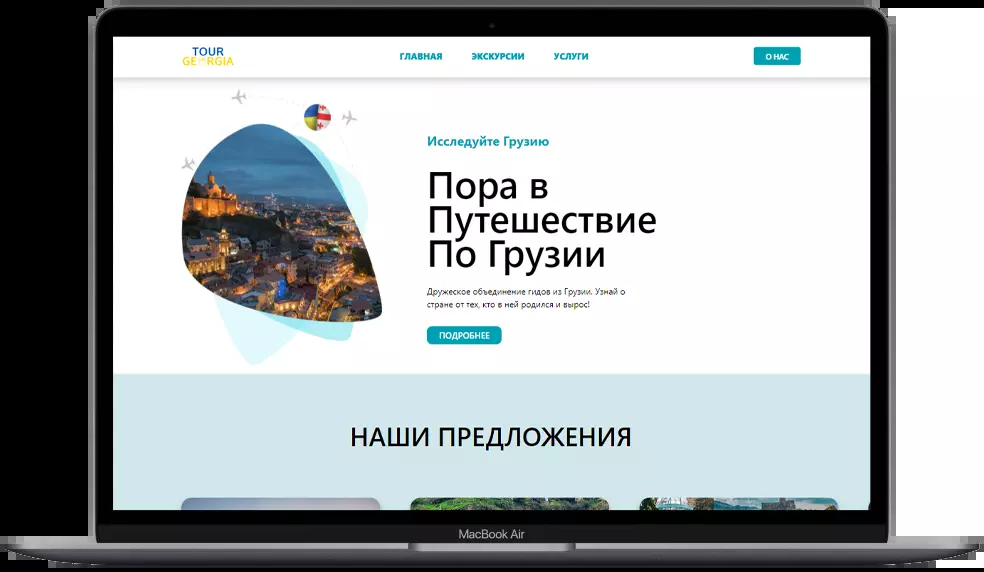 TOUR
GEORGIA
ГЛАВНАЯ ЭКСКУРСИИ УСЛУГИ
О НАС
Исследуйте Грузию
Пора в
Путешествие
По Грузии
Дружеское объединение гидов из Грузии. Узнай о
стране от тех, кто в ней родился и вырос!
ПОДРОБНЕЕ
НАШИ ПРЕДЛОЖЕНИЯ
MacBook Air